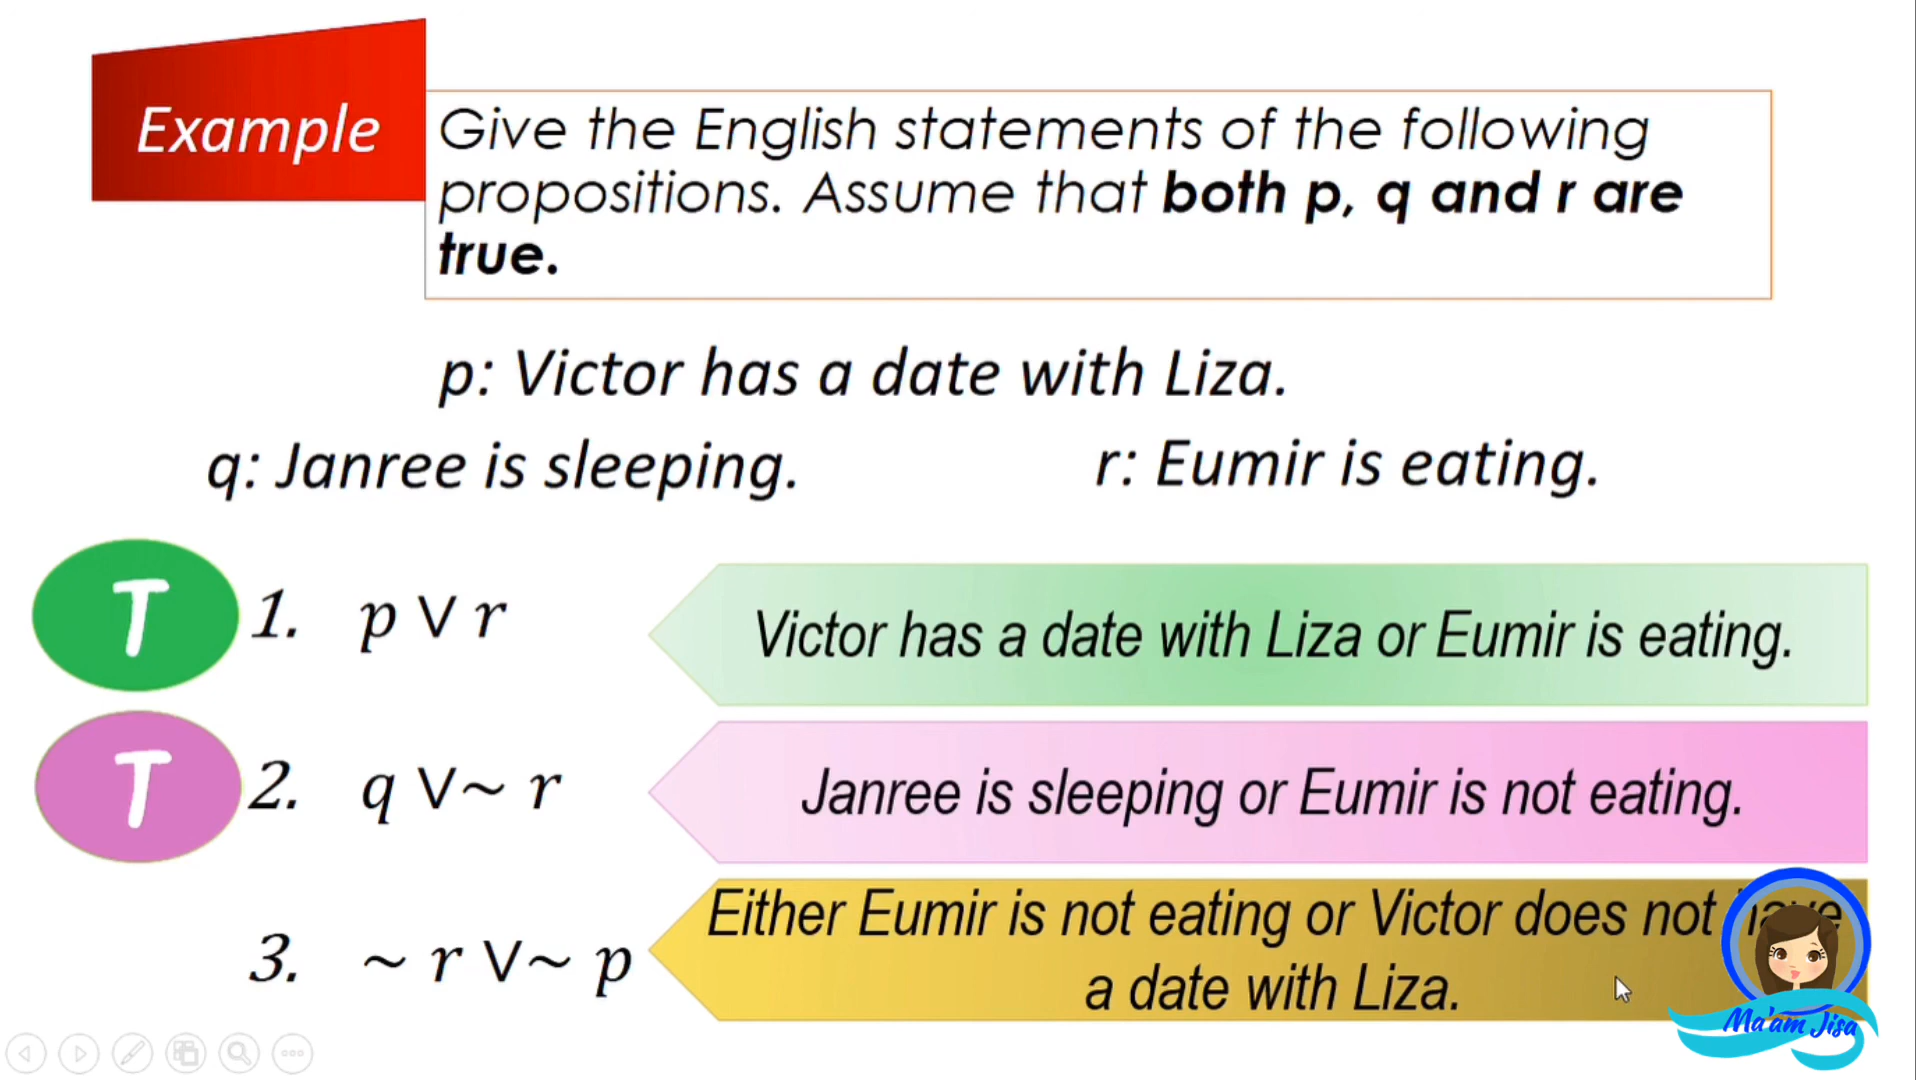 Example
Give the English statements of the following
propositions. Assume that both p, q and r are
true.
p: Victor has a date with Liza.
q: Janree is sleeping.
r: Eumir is eating.
T
1. p ∨ r
Victor has a date with Liza or Eumir is eating.
T
2. q ∨~ r
Janree is sleeping or Eumir is not eating.
3. ~ r ∨~ p
Either Eumir is not eating or Victor does not have
a date with Liza.
Ma'am Jisa